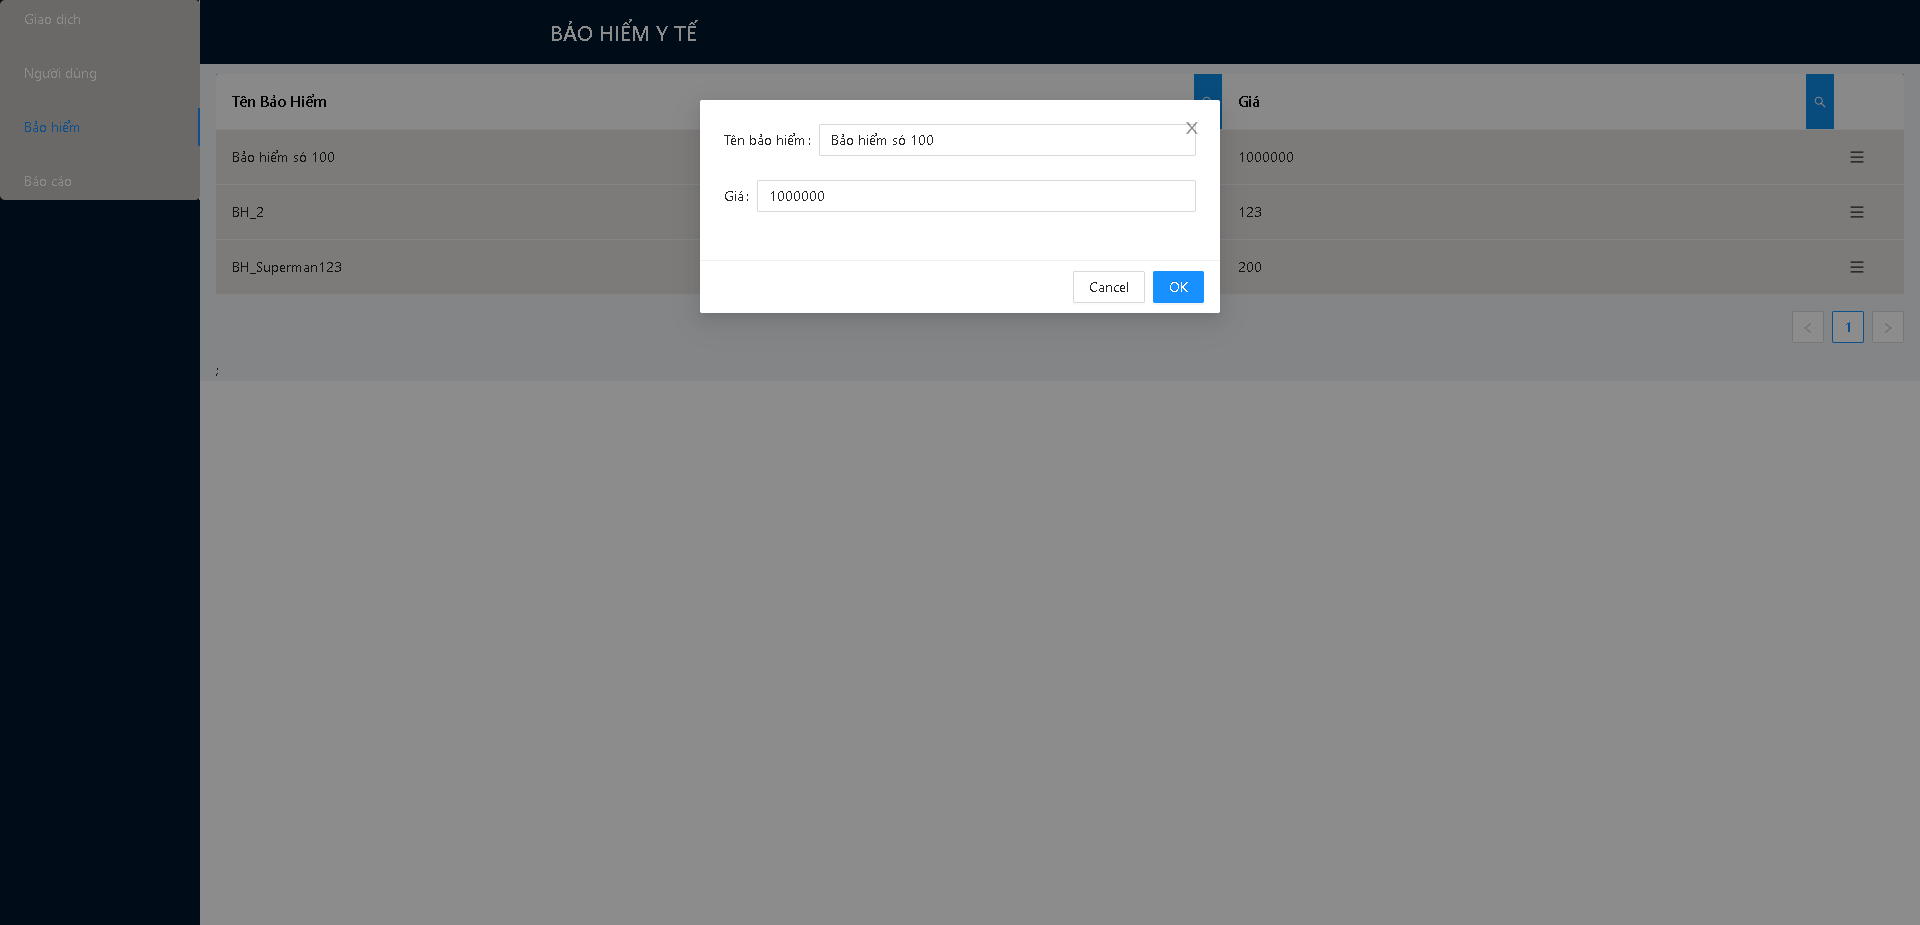 Giao dịch
Người dùng
Bảo hiểm
Báo cáo
BẢO HIỂM Y TẾ
Tên Bảo Hiểm
Giá
Bảo hiểm số 100
1000000
BH_2
123
BH_Superman123
200
1
;
Tên bảo hiểm: Bảo hiểm số 100
Giá: 1000000
Cancel
OK